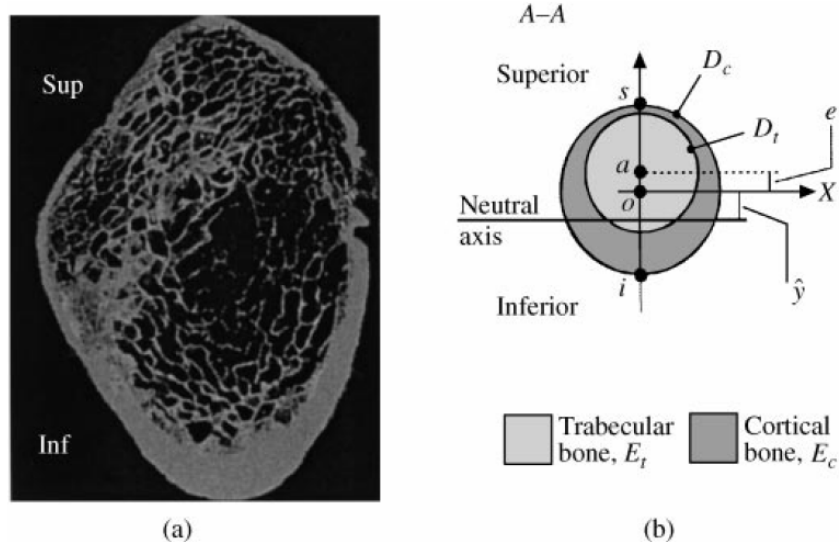 Sup
Inf
(a)
A–A
Superior
s
D_c
D_t
e
a
o
X
Neutral
axis
i
ŷ
Inferior
Trabecular
bone, E_t
Cortical
bone, E_c
(b)